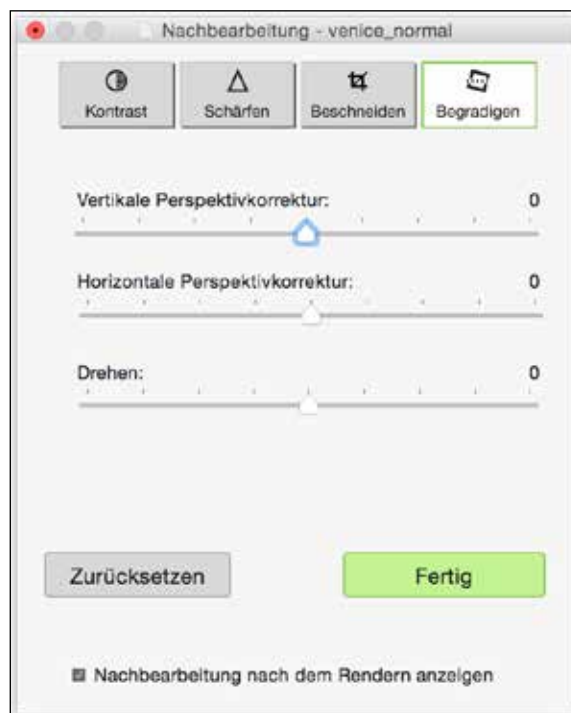 Nachbearbeitung - venice_normal
Kontrast Schärfen Beschneiden Begradigen
Vertikale Perspektivkorrektur: 0
Horizontale Perspektivkorrektur: 0
Drehen: 0
Zurücksetzen Fertig
Nachbearbeitung nach dem Rendern anzeigen